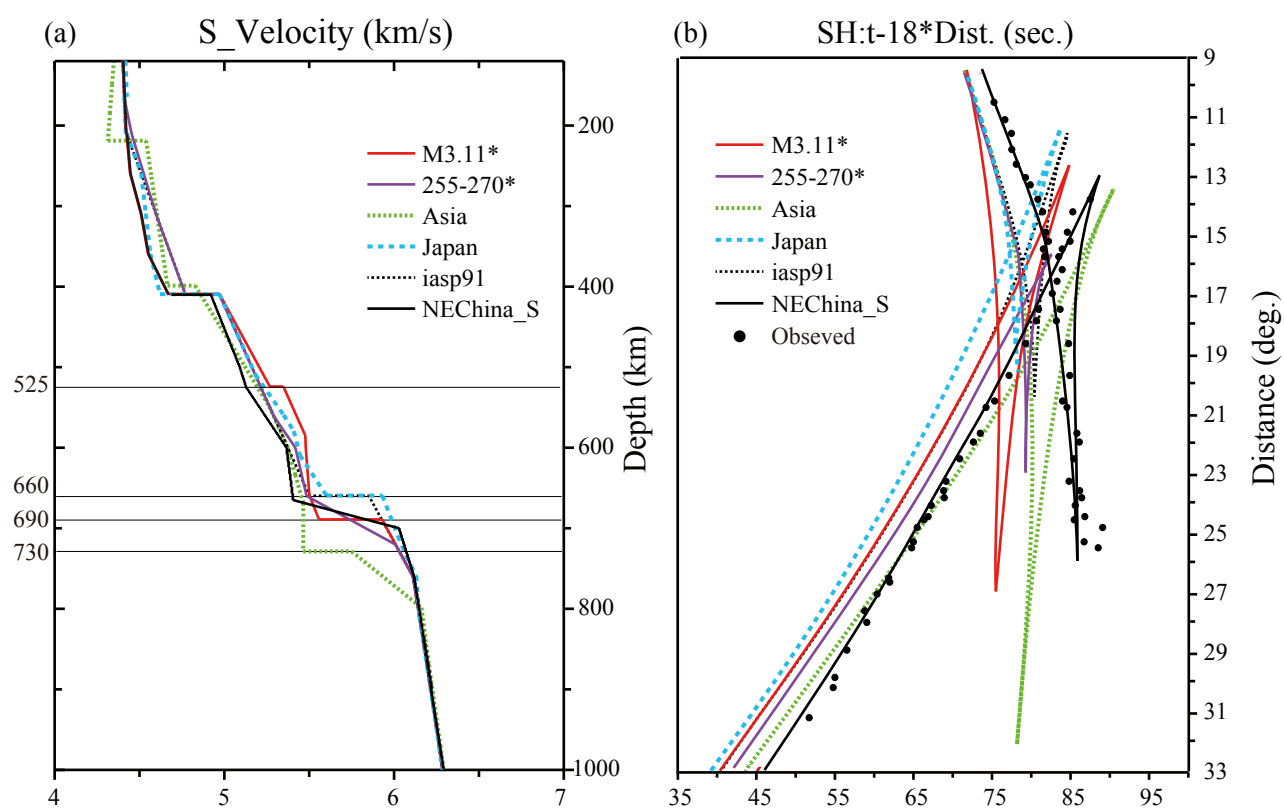 (a) S_Velocity (km/s)
4 5 6 7
200
400
600
800
1000
Depth (km)
525
660
690
730
M3.11*
255-270*
Asia
Japan
iasp91
NEChina_S
(b) SH:t-18*Dist. (sec.)
9
11
13
15
17
19
21
23
25
27
29
31
33
Distance (deg.)
M3.11*
255-270*
Asia
Japan
iasp91
NEChina_S
Obseved
35 45 55 65 75 85 95